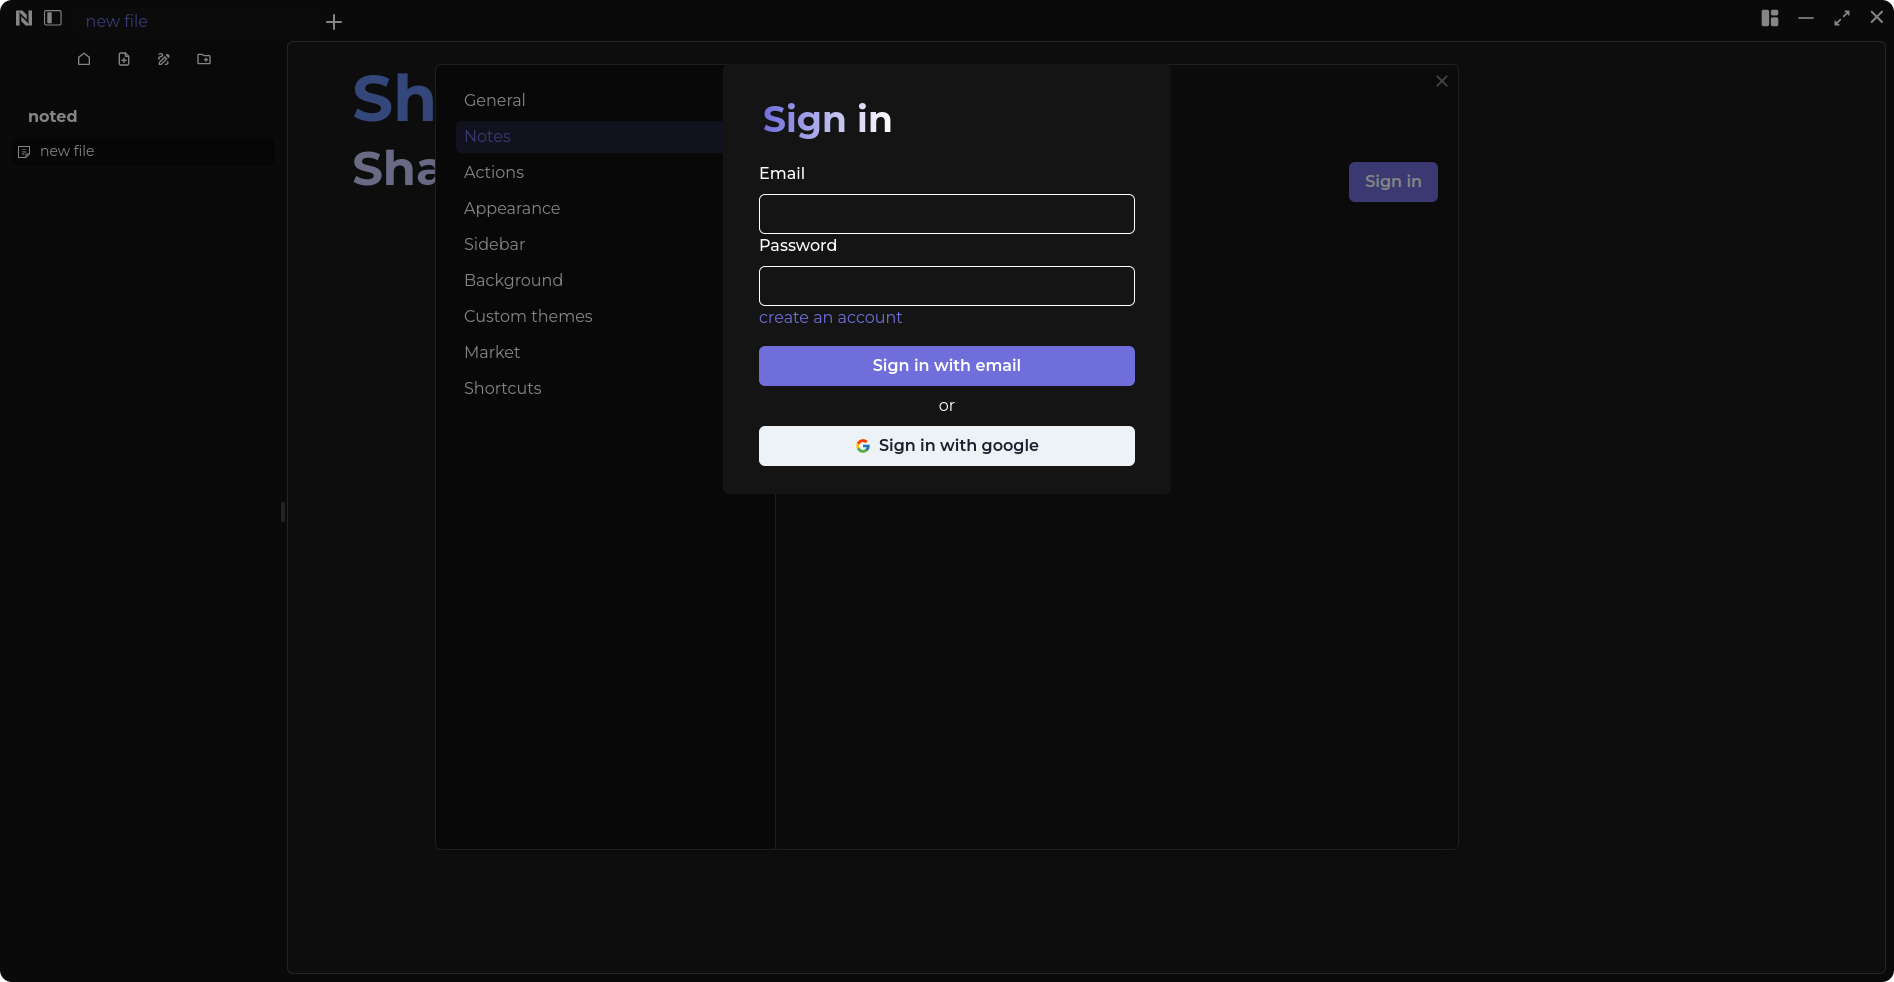 new file
noted
new file
Sh
Sha
General
Notes
Actions
Appearance
Sidebar
Background
Custom themes
Market
Shortcuts
Sign in
Sign in
Email
Password
create an account
Sign in with email
or
Sign in with google